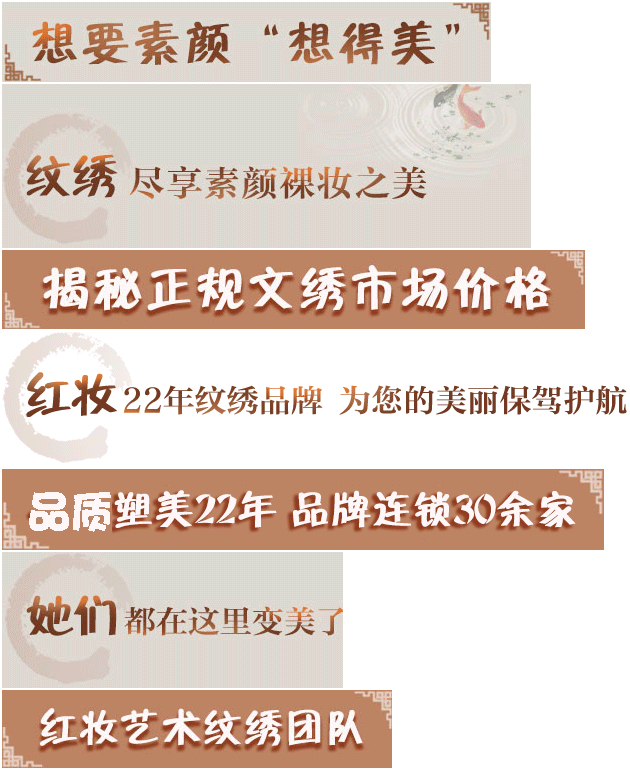 想要素颜“想得美”
纹绣 尽享素颜裸妆之美
揭秘正规文绣市场价格
红妆 22年纹绣品牌 为您的美丽保驾护航
品质塑美22年 品牌连锁30余家
她们 都在这里变美了
红妆艺术纹绣团队